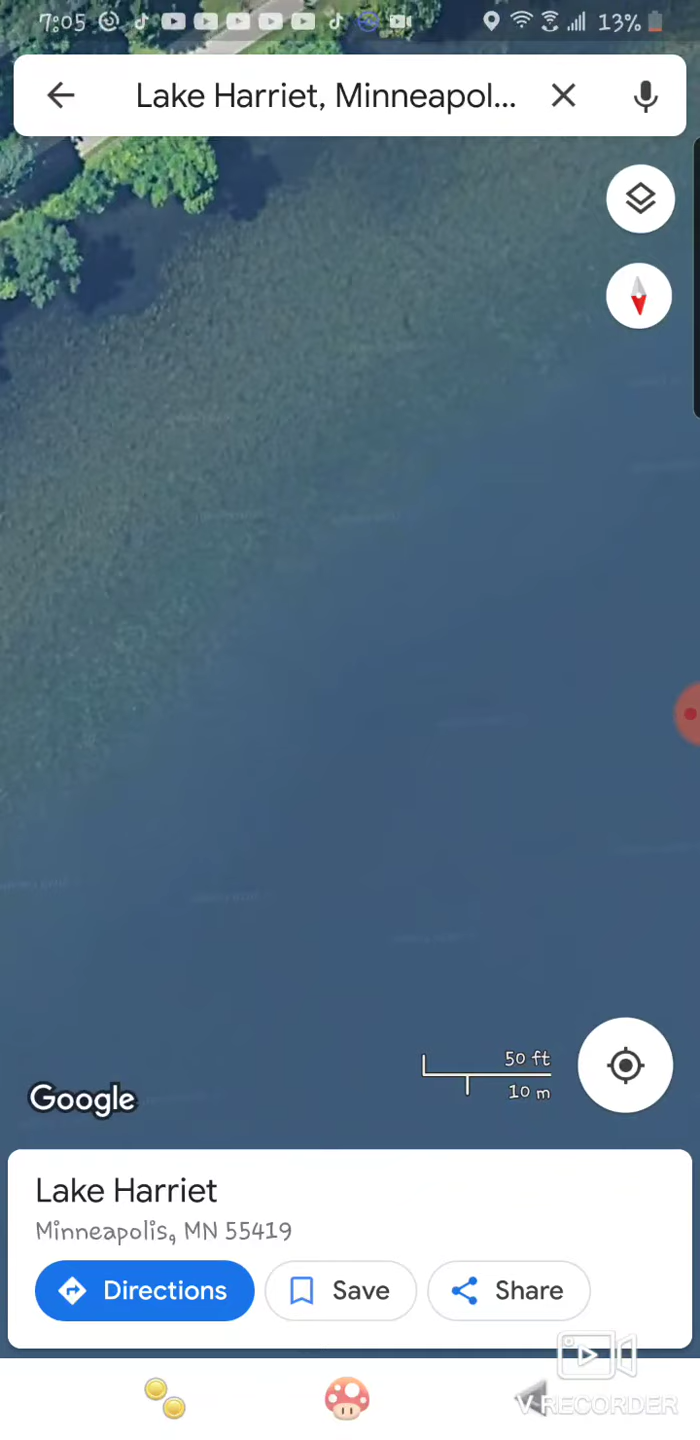 7:05
13%
Lake Harriet, Minneapol...
50 ft
10 m
Google
Lake Harriet
Minneapolis, MN 55419
Directions
Save
Share
V·RECORDER